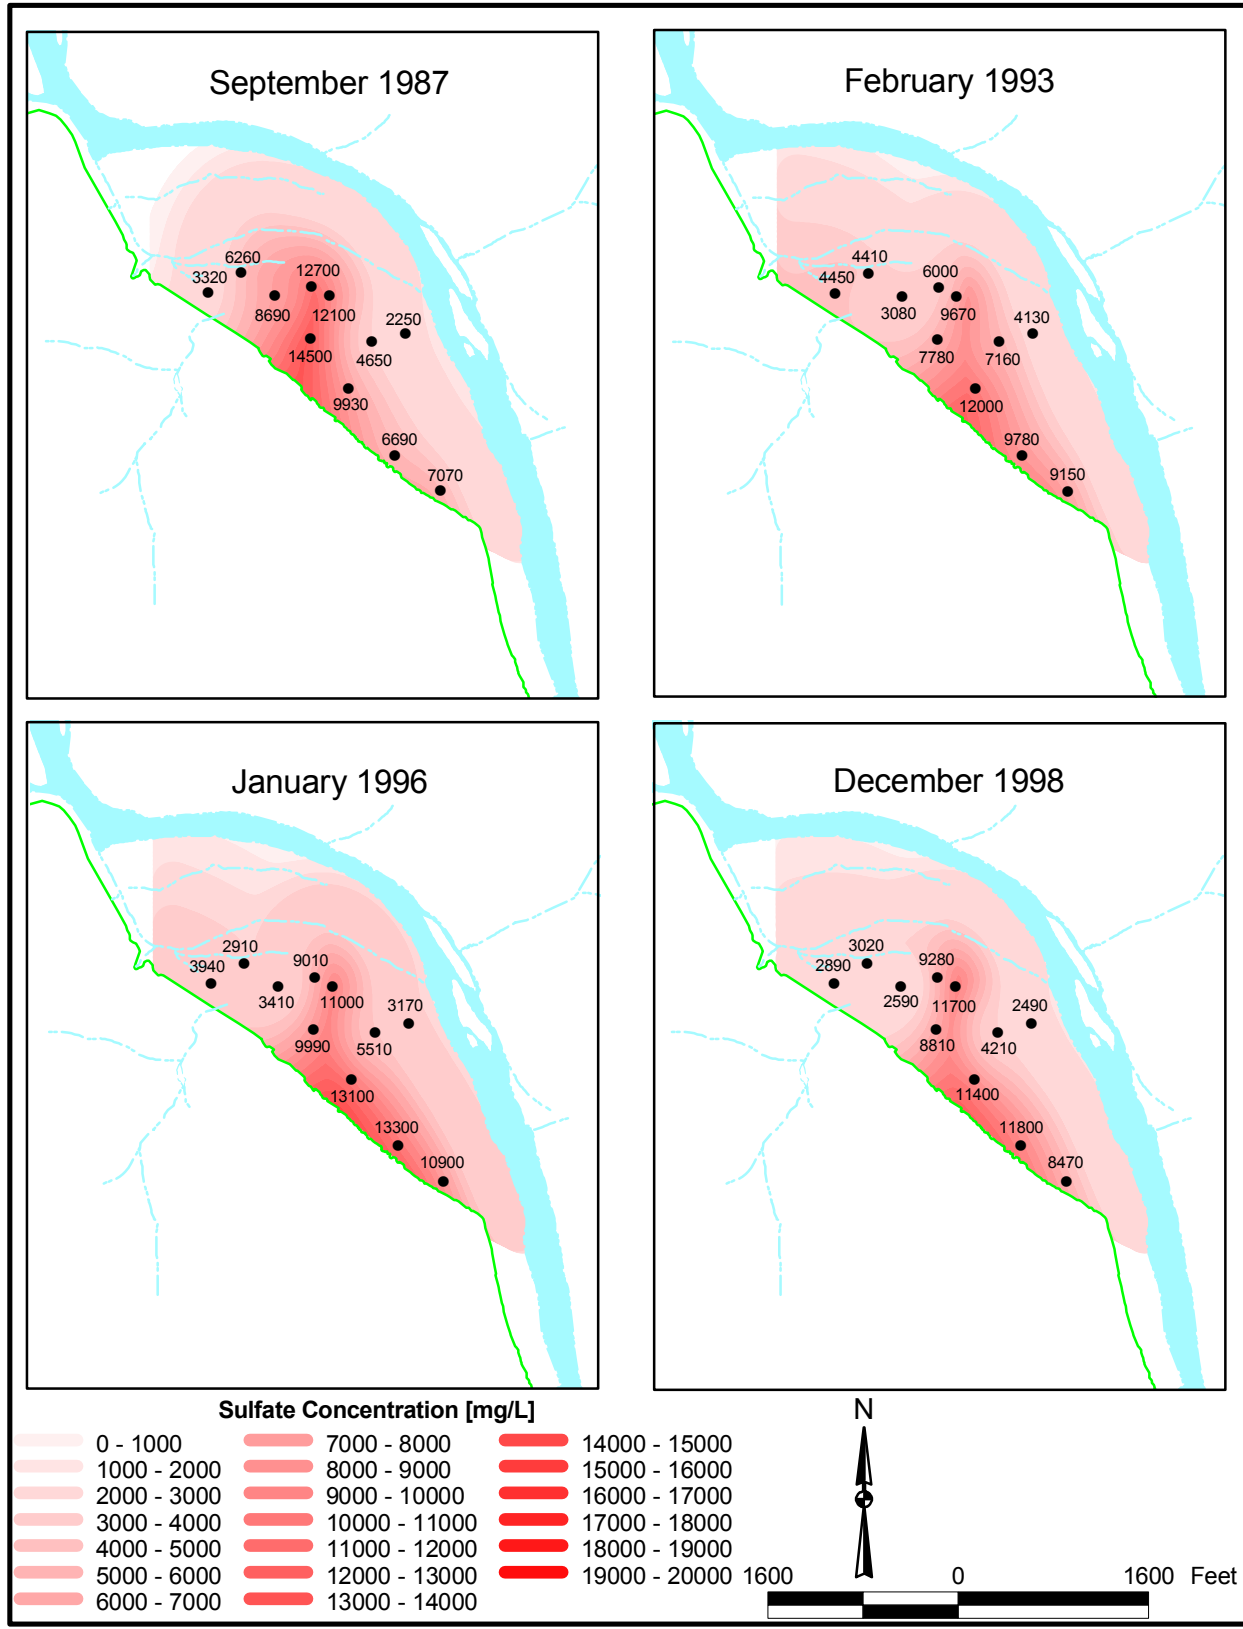 September 1987
6260
3320
12700
8690
12100
2250
14500
4650
9930
6690
7070
February 1993
4410
4450
6000
3080
9670
4130
7780
7160
12000
9780
9150
January 1996
2910
3940
9010
3410
11000
3170
9990
5510
13100
13300
10900
December 1998
3020
2890
9280
2590
11700
2490
8810
4210
11400
11800
8470
Sulfate Concentration [mg/L]
0 - 1000
1000 - 2000
2000 - 3000
3000 - 4000
4000 - 5000
5000 - 6000
6000 - 7000
7000 - 8000
8000 - 9000
9000 - 10000
10000 - 11000
11000 - 12000
12000 - 13000
13000 - 14000
14000 - 15000
15000 - 16000
16000 - 17000
17000 - 18000
18000 - 19000
19000 - 20000
N
1600 0 1600 Feet